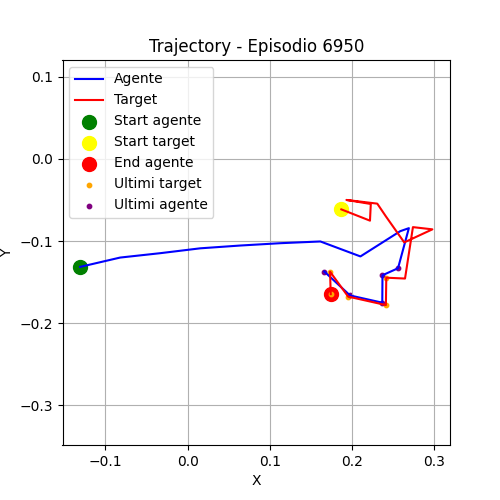 Trajectory - Episodio 6950
Agente
Target
Start agente
Start target
End agente
Ultimi target
Ultimi agente
0.1
0.0
−0.1
−0.2
−0.3
Y
−0.1
0.0
0.1
0.2
0.3
X